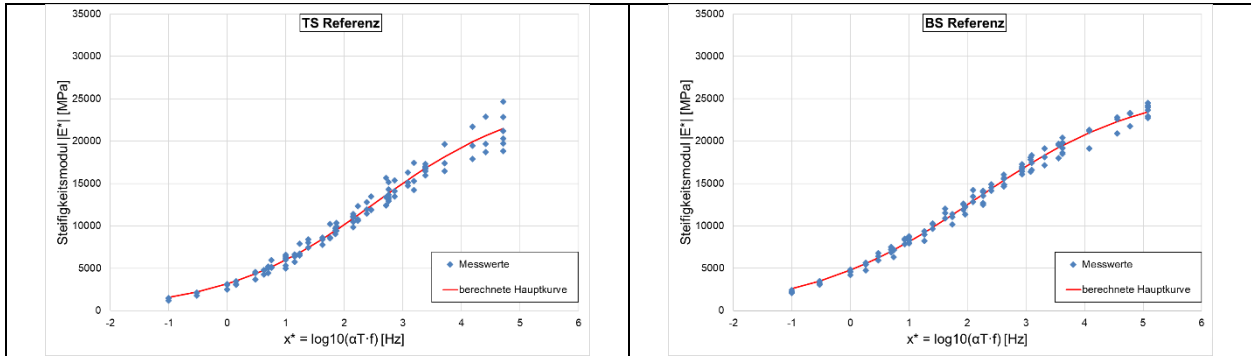 TS Referenz
35000
30000
25000
20000
15000
10000
5000
0
-2 -1 0 1 2 3 4 5 6
Steifigkeitsmodul |E*| [MPa]
x* = log10(αT·f) [Hz]
Messwerte
berechnete Hauptkurve
BS Referenz
35000
30000
25000
20000
15000
10000
5000
0
-2 -1 0 1 2 3 4 5 6
Steifigkeitsmodul |E*| [MPa]
x* = log10(αT·f) [Hz]
Messwerte
berechnete Hauptkurve